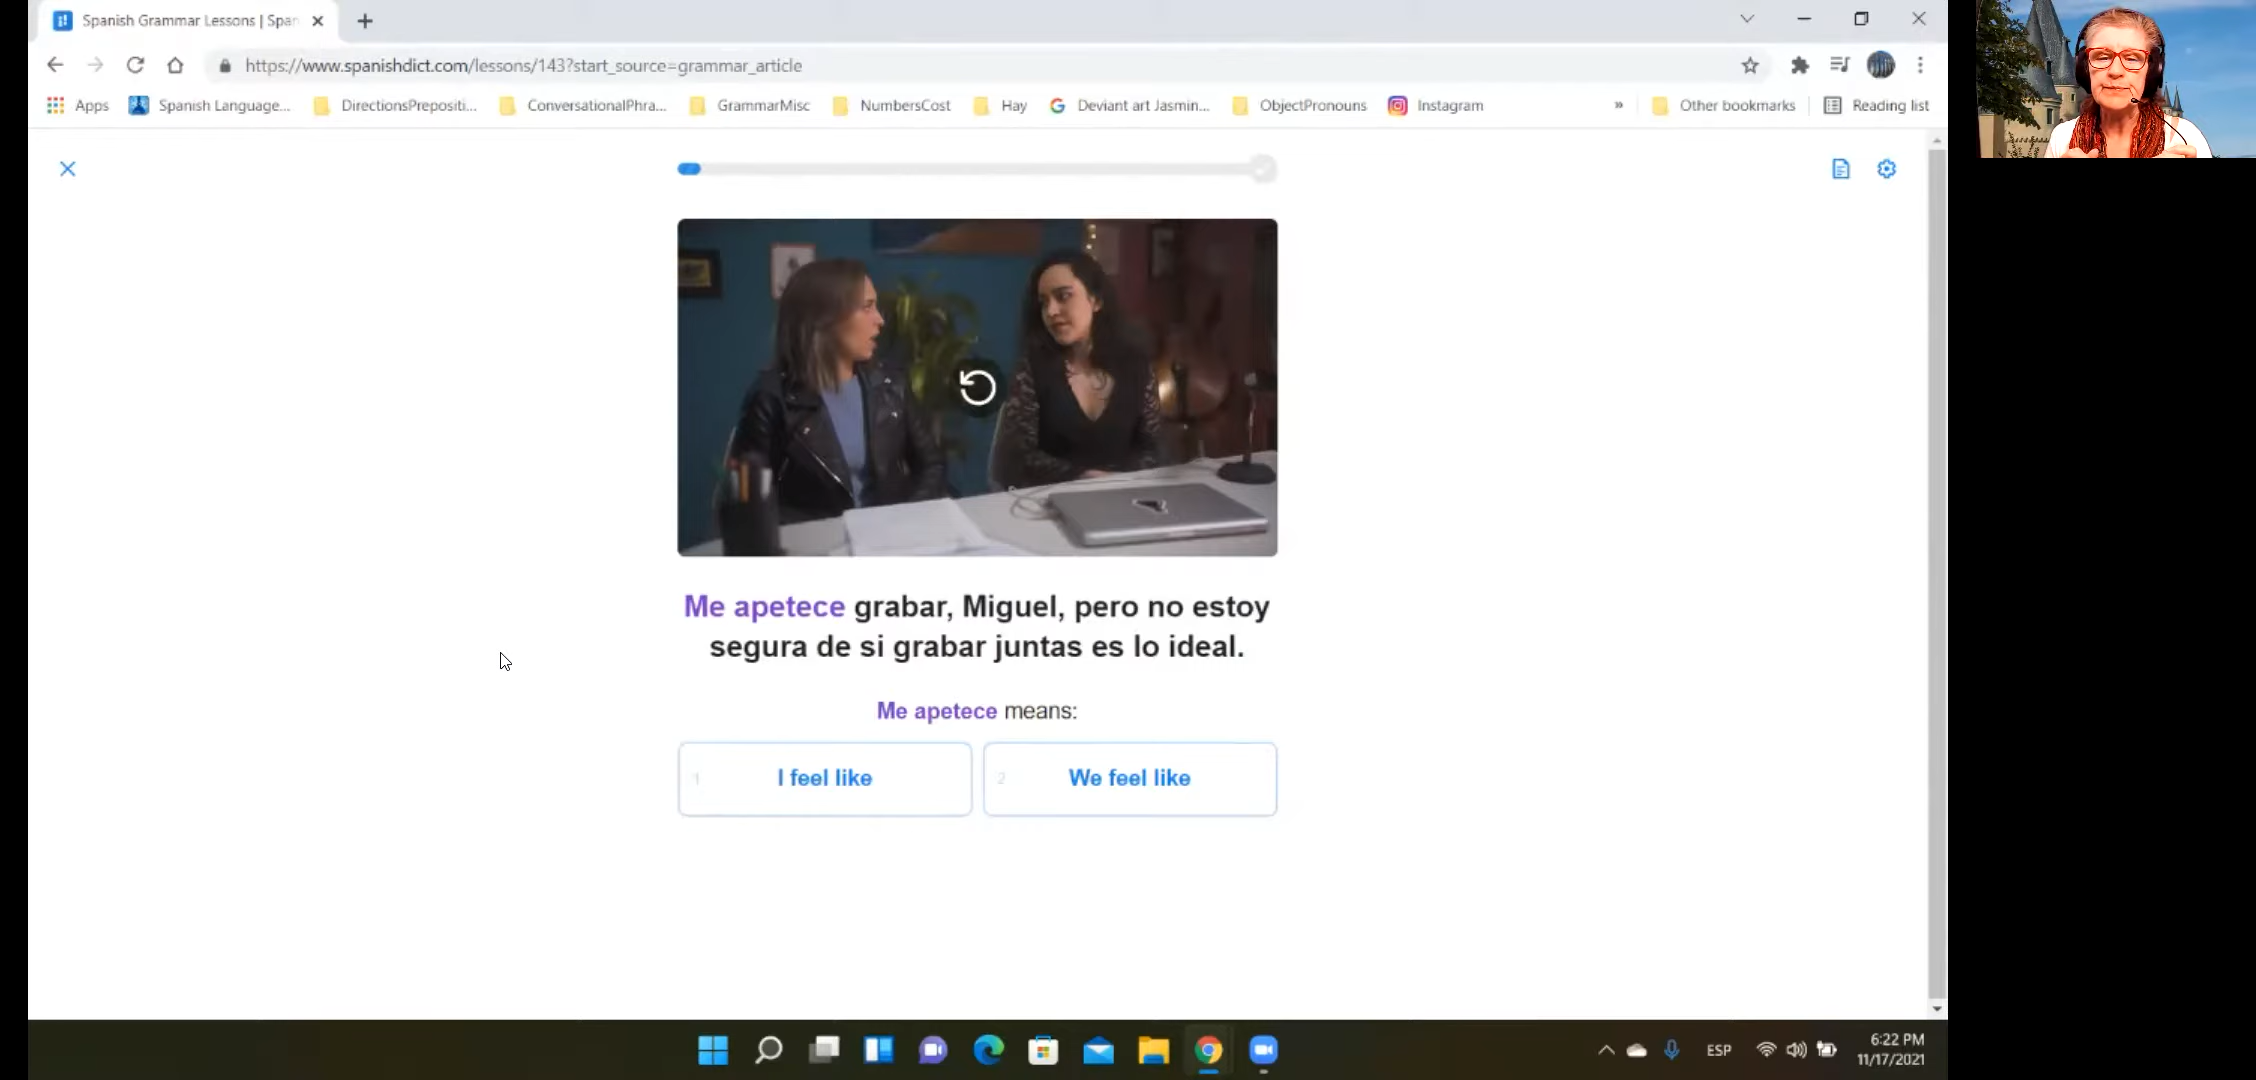 Spanish Grammar Lessons | Span
https://www.spanishdict.com/lessons/143?start_source=grammar_article
Apps Spanish Language... DirectionsPrepositi... ConversationalPhra... GrammarMisc NumbersCost Hay Deviant art Jasmin... ObjectPronouns Instagram » Other bookmarks Reading list
Me apetece grabar, Miguel, pero no estoy
segura de si grabar juntas es lo ideal.
Me apetece means:
1 I feel like 2 We feel like
ESP 6:22 PM
11/17/2021